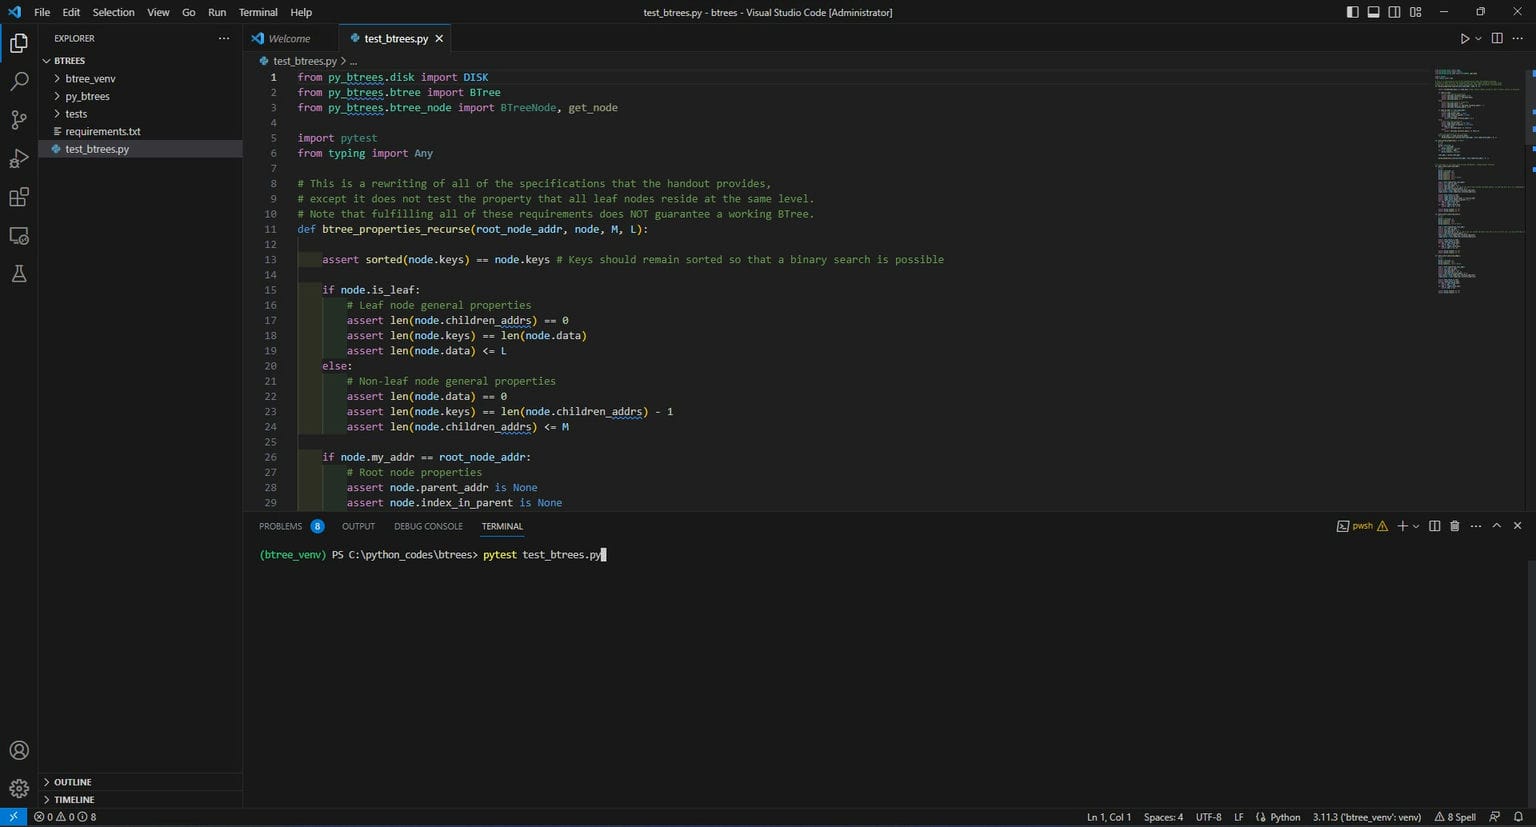 File Edit Selection View Go Run Terminal Help
test_btrees.py - btrees - Visual Studio Code [Administrator]
EXPLORER
BTREES
btree_venv
py_btrees
tests
requirements.txt
test_btrees.py
OUTLINE
TIMELINE
Welcome
test_btrees.py
test_btrees.py > ...
1 from py_btrees.disk import DISK
2 from py_btrees.btree import BTree
3 from py_btrees.btree_node import BTreeNode, get_node
4
5 import pytest
6 from typing import Any
7
8 # This is a rewriting of all of the specifications that the handout provides,
9 # except it does not test the property that all leaf nodes reside at the same level.
10 # Note that fulfilling all of these requirements does NOT guarantee a working BTree.
11 def btree_properties_recurse(root_node_addr, node, M, L):
12
13 assert sorted(node.keys) == node.keys # Keys should remain sorted so that a binary search is possible
14
15 if node.is_leaf:
16 # Leaf node general properties
17 assert len(node.children_addrs) == 0
18 assert len(node.keys) == len(node.data)
19 assert len(node.data) <= L
20 else:
21 # Non-leaf node general properties
22 assert len(node.data) == 0
23 assert len(node.keys) == len(node.children_addrs) - 1
24 assert len(node.children_addrs) <= M
25
26 if node.my_addr == root_node_addr:
27 # Root node properties
28 assert node.parent_addr is None
29 assert node.index_in_parent is None
PROBLEMS 8 OUTPUT DEBUG CONSOLE TERMINAL
pwsh
(btree_venv) PS C:\python_codes\btrees> pytest test_btrees.py
0 0 8
Ln 1, Col 1 Spaces: 4 UTF-8 LF Python 3.11.3 ('btree_venv': venv) 8 Spell